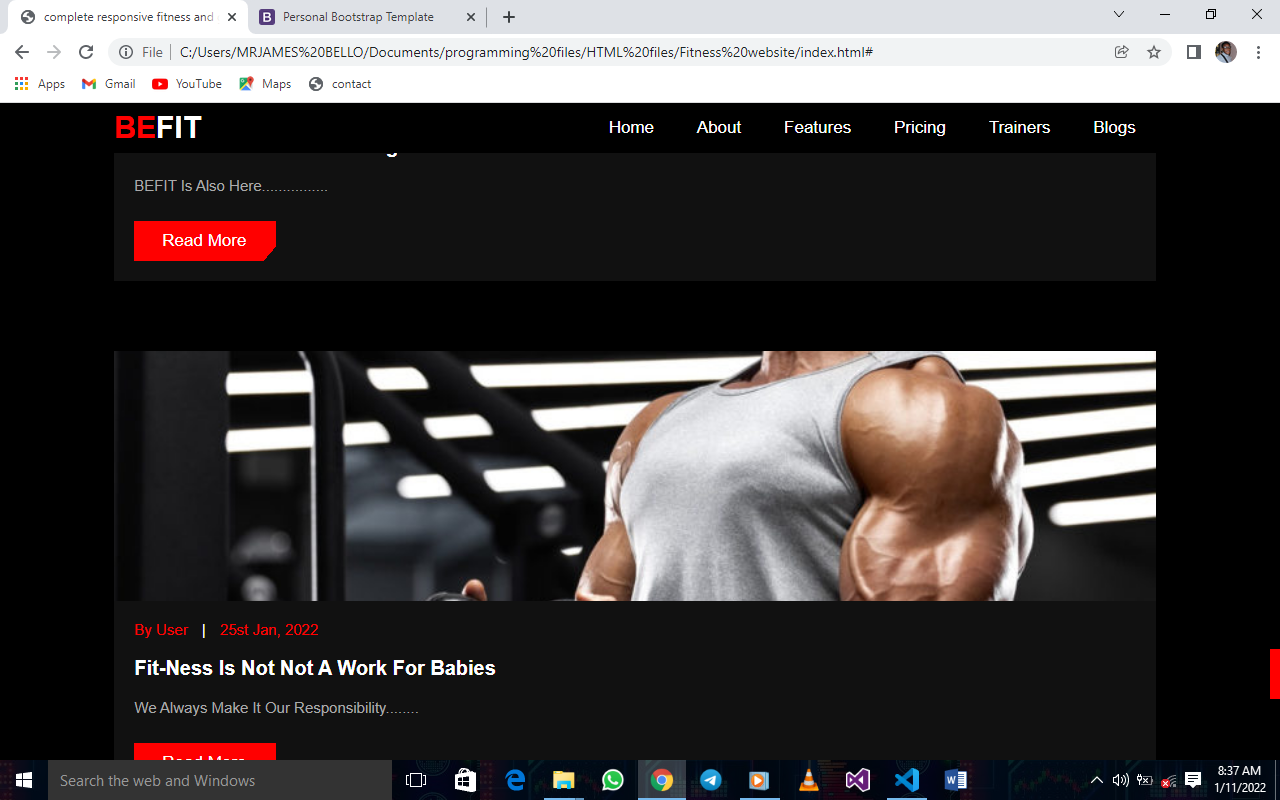 complete responsive fitness and
Personal Bootstrap Template
File
C:/Users/MRJAMES%20BELLO/Documents/programming%20files/HTML%20files/Fitness%20website/index.html#
Apps
Gmail
YouTube
Maps
contact
BEFIT
Home
About
Features
Pricing
Trainers
Blogs
BEFIT Is Also Here................
Read More
By User | 25st Jan, 2022
Fit-Ness Is Not Not A Work For Babies
We Always Make It Our Responsibility........
Read More
Search the web and Windows
8:37 AM
1/11/2022